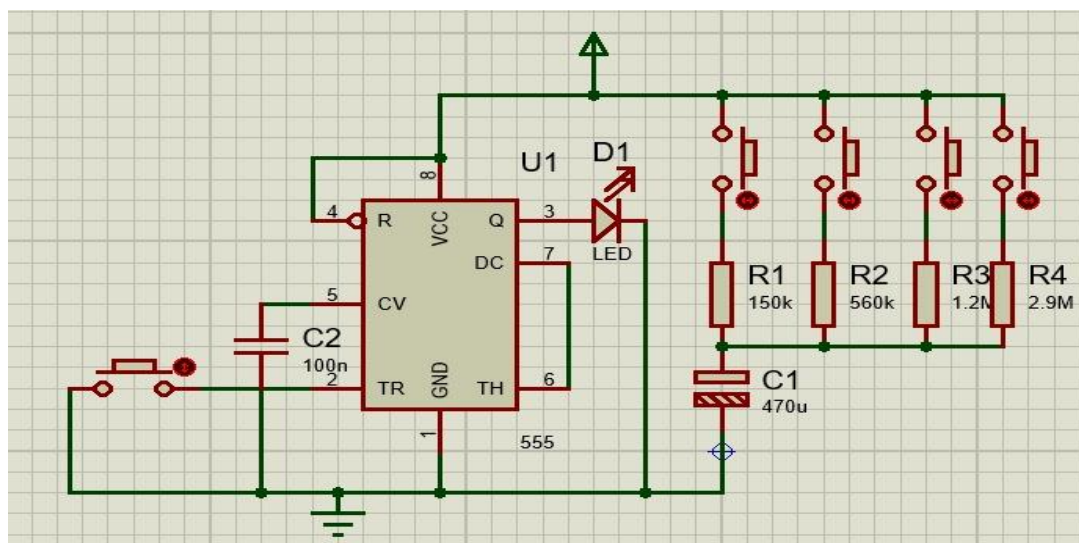 U1
D1
8
4
R
VCC
Q
3
LED
DC
7
5
CV
C2
100n
2
TR
GND
TH
6
1
555
R1
150k
R2
560k
R3
1.2M
R4
2.9M
C1
470u